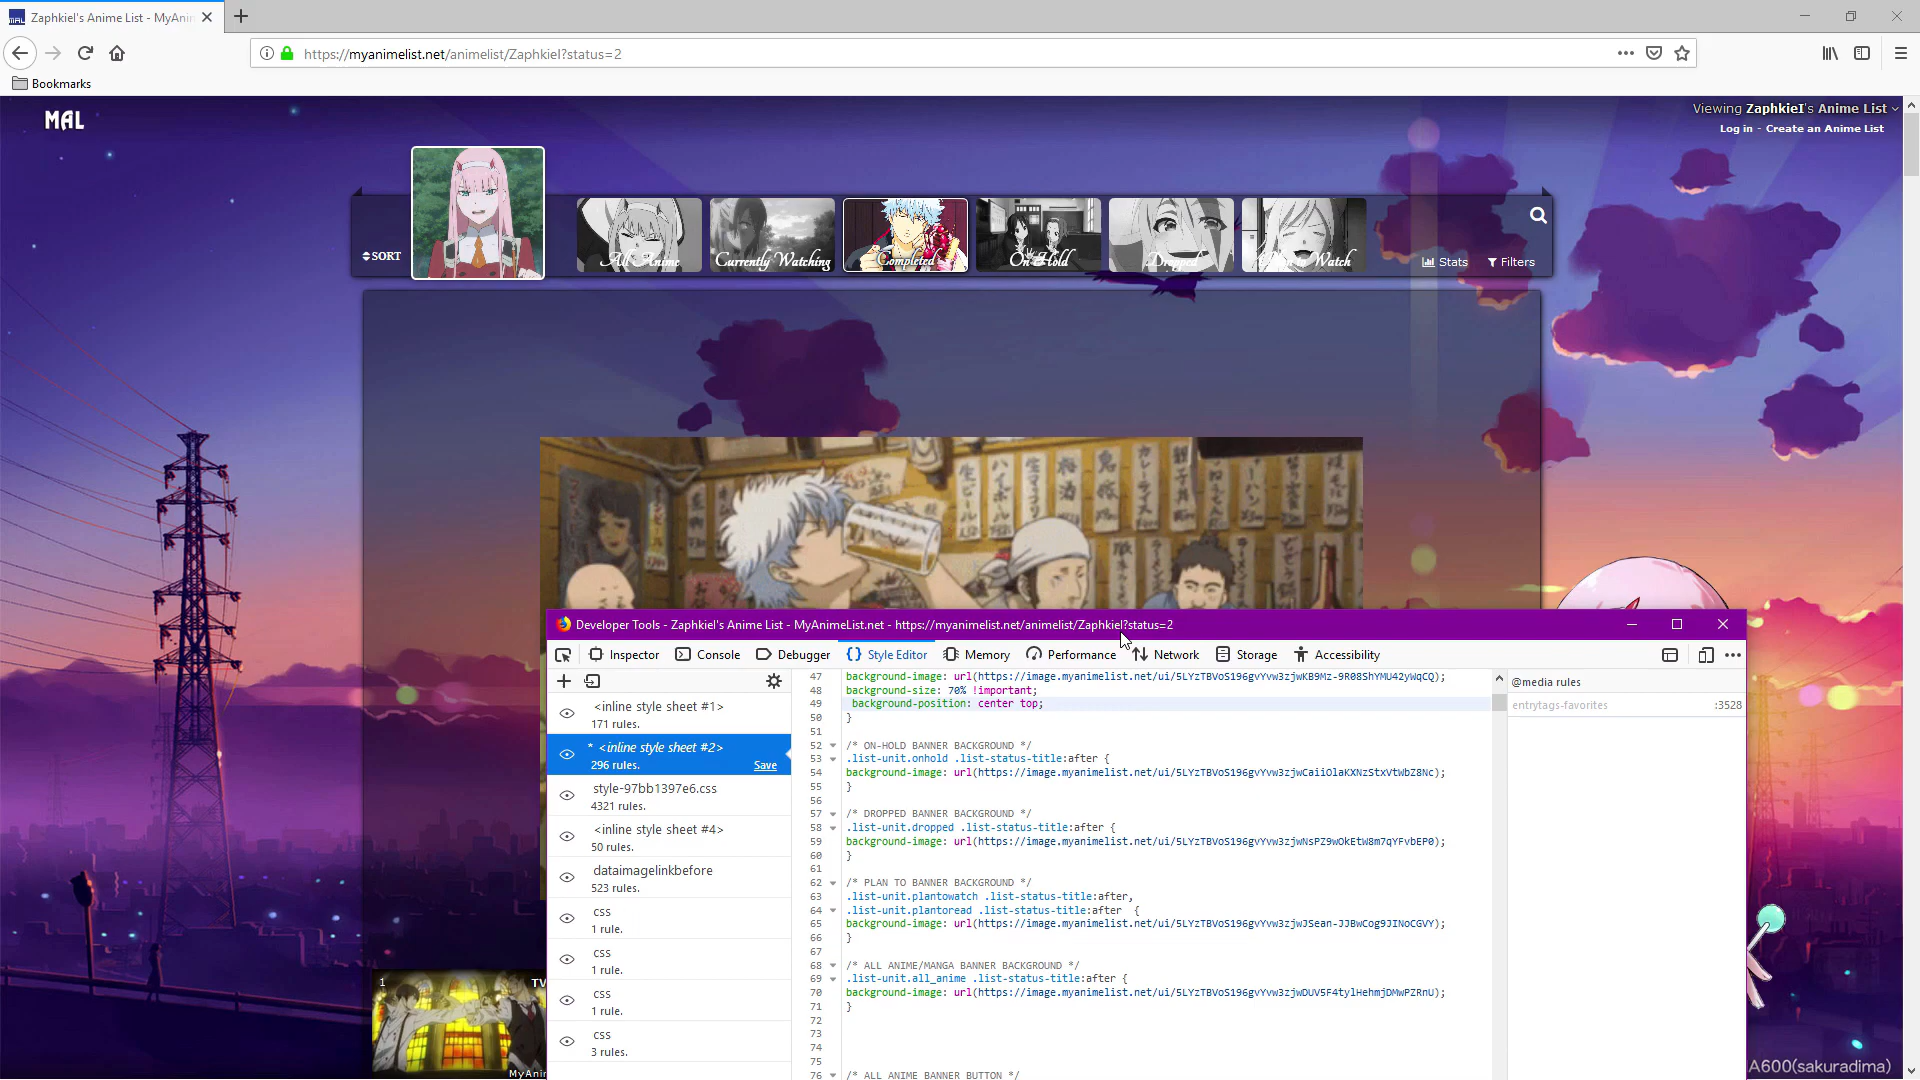 Zaphkiel's Anime List - MyAnim
https://myanimelist.net/animelist/ZaphkieI?status=2
Bookmarks
MAL
Viewing ZaphkieI's Anime List
Log in - Create an Anime List
SORT
All Anime
Currently Watching
Completed
On Hold
Dropped
Plan to Watch
Stats
Filters
Developer Tools - Zaphkiel's Anime List - MyAnimeList.net - https://myanimelist.net/animelist/ZaphkieI?status=2
Inspector
Console
Debugger
Style Editor
Memory
Performance
Network
Storage
Accessibility
<inline style sheet #1>
171 rules.
* <inline style sheet #2>
296 rules.
Save
style-97bb1397e6.css
4321 rules.
<inline style sheet #4>
50 rules.
dataimagelinkbefore
523 rules.
css
1 rule.
css
1 rule.
css
1 rule.
css
3 rules.
47 background-image: url(https://image.myanimelist.net/ui/5LYzTBVoS196gvYvw3zjwKB9Mz-9R08ShYMU42yWqCQ);
48 background-size: 70% !important;
49 background-position: center top;
50 }
51
52 /* ON-HOLD BANNER BACKGROUND */
53 .list-unit.onhold .list-status-title:after {
54 background-image: url(https://image.myanimelist.net/ui/5LYzTBVoS196gvYvw3zjwCaiiOlaKXNzStxVtWbZ8Nc);
55 }
56
57 /* DROPPED BANNER BACKGROUND */
58 .list-unit.dropped .list-status-title:after {
59 background-image: url(https://image.myanimelist.net/ui/5LYzTBVoS196gvYvw3zjwNsPZ9wOkEtW8m7qYFvbEP0);
60 }
61
62 /* PLAN TO BANNER BACKGROUND */
63 .list-unit.plantowatch .list-status-title:after,
64 .list-unit.plantoread .list-status-title:after {
65 background-image: url(https://image.myanimelist.net/ui/5LYzTBVoS196gvYvw3zjwJSean-JJBwCog9JINoCGVY);
66 }
67
68 /* ALL ANIME/MANGA BANNER BACKGROUND */
69 .list-unit.all_anime .list-status-title:after {
70 background-image: url(https://image.myanimelist.net/ui/5LYzTBVoS196gvYvw3zjwDUV5F4tylHehmjDMwPZRnU);
71 }
72
73
74
75
76 /* ALL ANIME BANNER BUTTON */
@media rules
entrytags-favorites :3528
1
TV
MyAnim
A600(sakuradima)